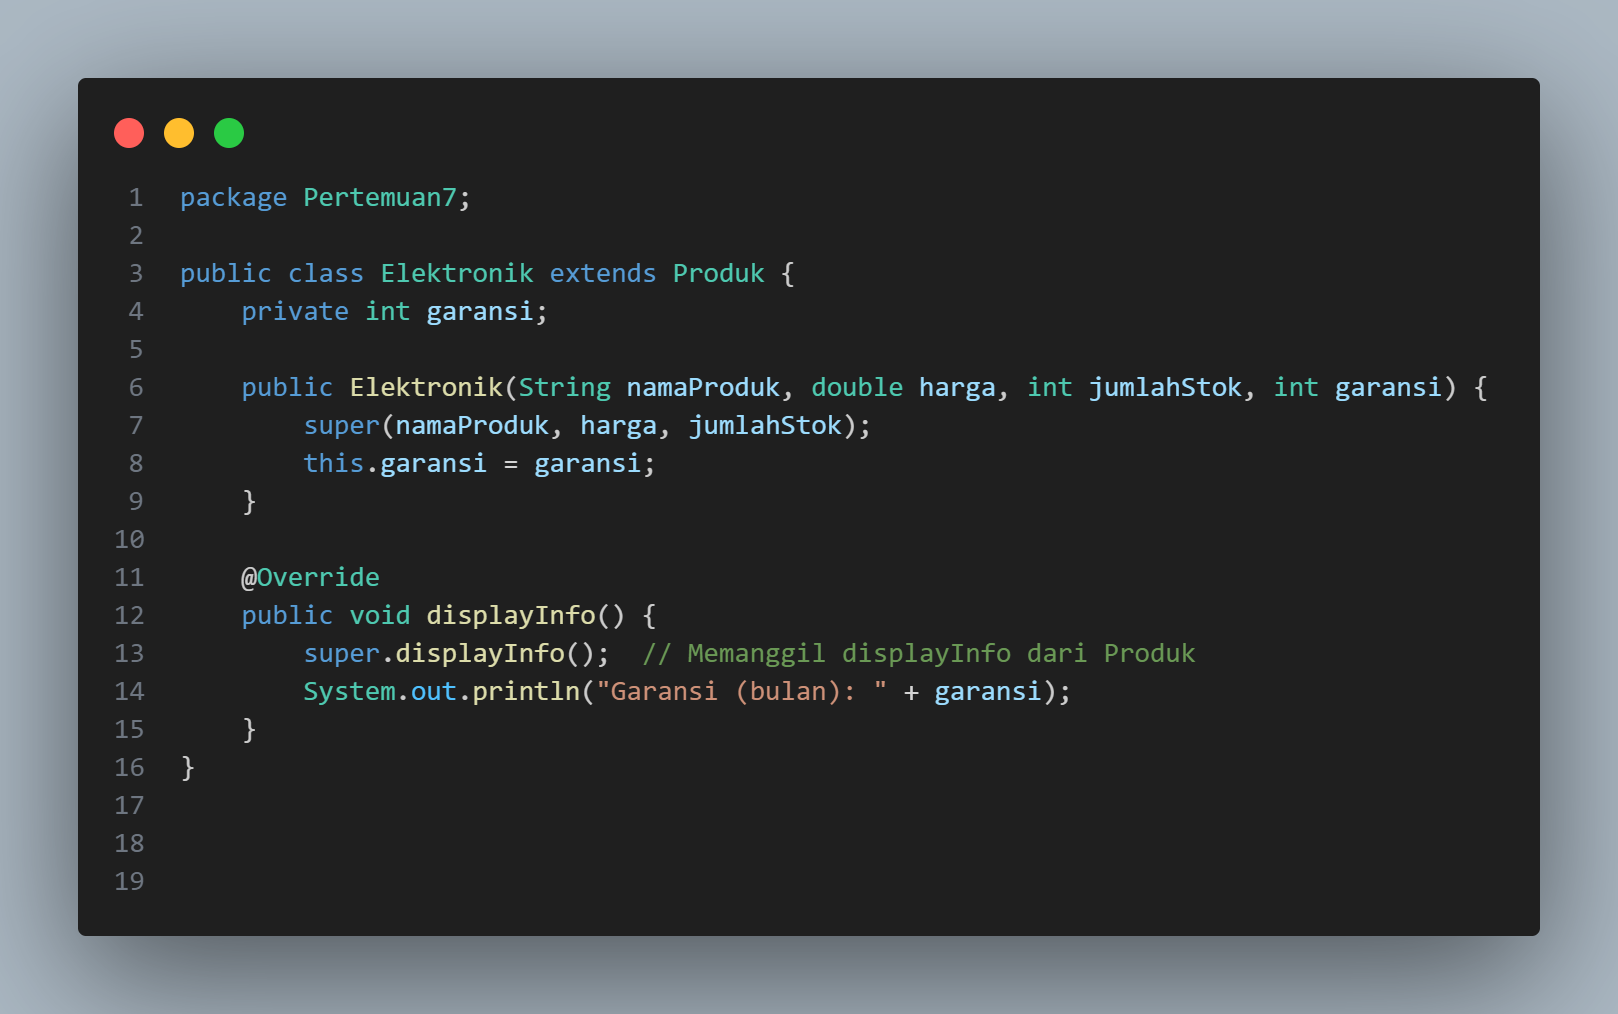 1 package Pertemuan7;
2
3 public class Elektronik extends Produk {
4     private int garansi;
5
6     public Elektronik(String namaProduk, double harga, int jumlahStok, int garansi) {
7         super(namaProduk, harga, jumlahStok);
8         this.garansi = garansi;
9     }
10
11     @Override
12     public void displayInfo() {
13         super.displayInfo();  // Memanggil displayInfo dari Produk
14         System.out.println("Garansi (bulan): " + garansi);
15     }
16 }
17
18
19